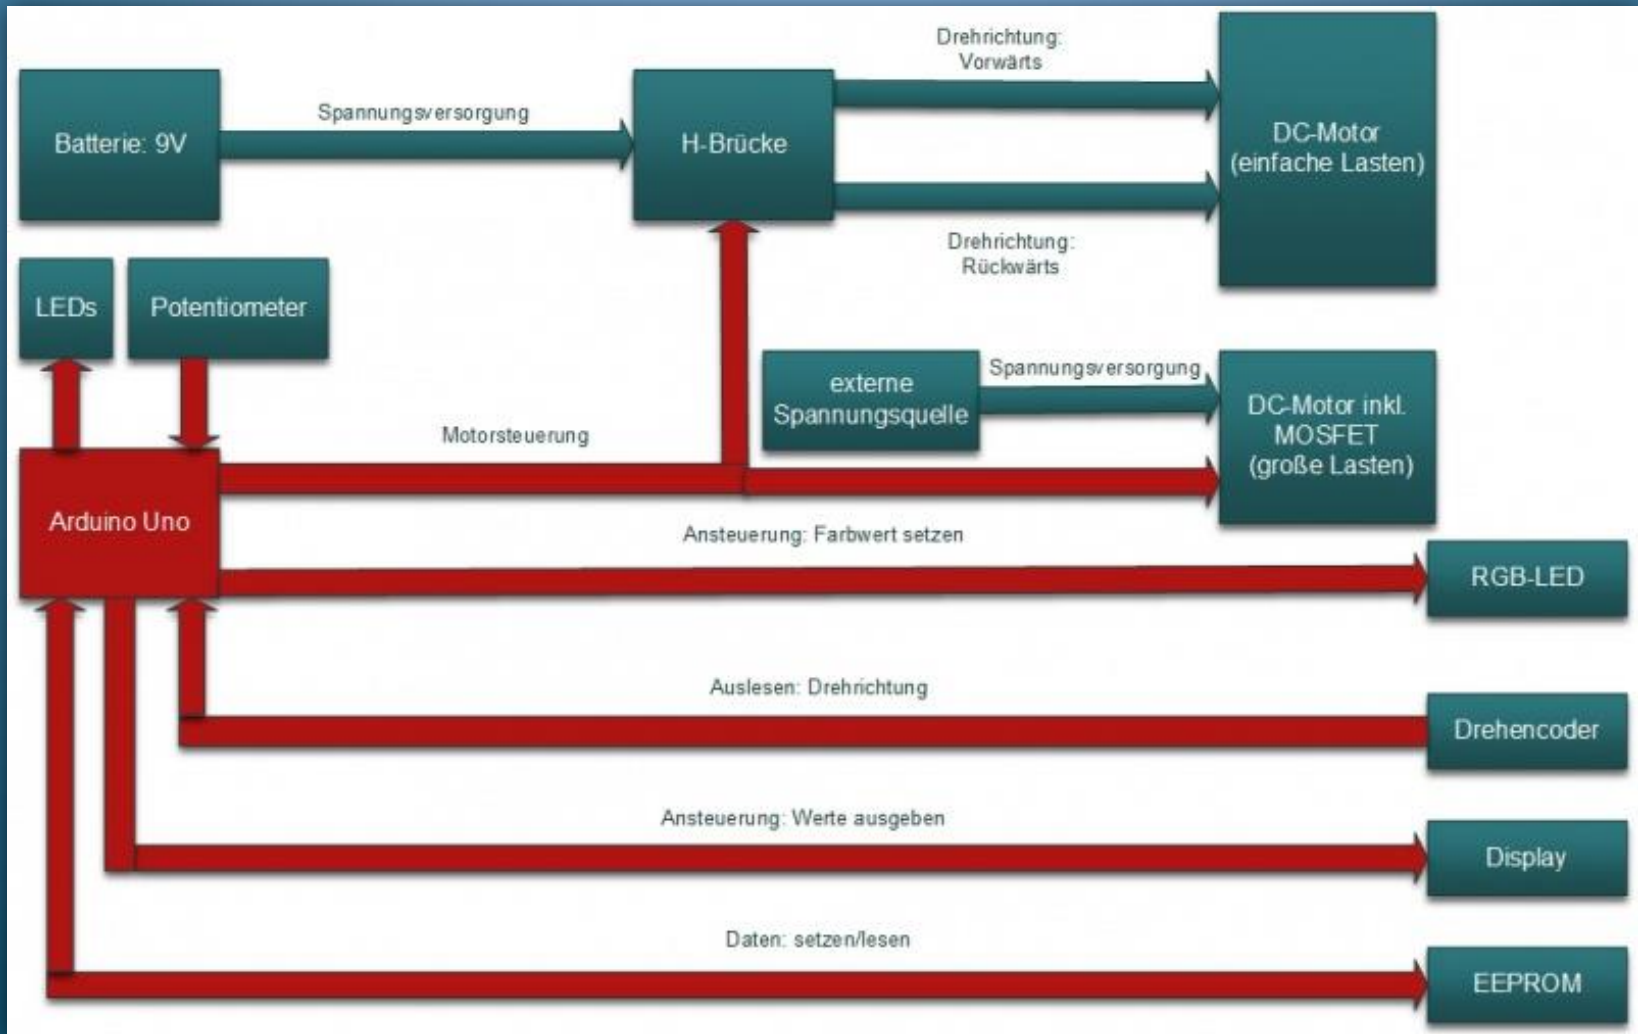 Drehrichtung:
Vorwärts
Batterie: 9V
Spannungsversorgung
H-Brücke
DC-Motor
(einfache Lasten)
Drehrichtung:
Rückwärts
LEDs
Potentiometer
externe
Spannungsquelle
Spannungsversorgung
DC-Motor inkl.
MOSFET
(große Lasten)
Motorsteuerung
Arduino Uno
Ansteuerung: Farbwert setzen
RGB-LED
Auslesen: Drehrichtung
Drehencoder
Ansteuerung: Werte ausgeben
Display
Daten: setzen/lesen
EEPROM